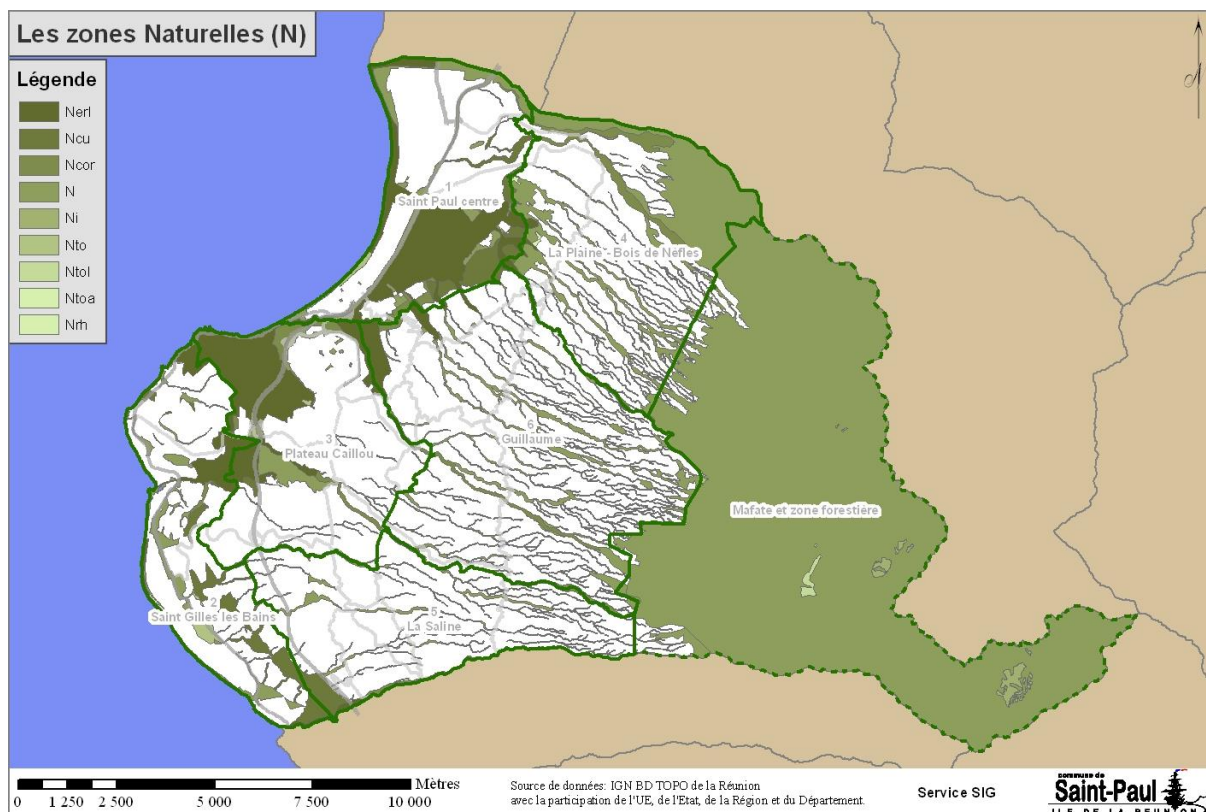 Les zones Naturelles (N)
Légende
Nerl
Ncu
Ncor
N
Ni
Nto
Ntol
Ntoa
Nrh
1
Saint Paul centre
4
La Plaine - Bois de Nèfles
3
Plateau Caillou
6
Guillaume
Mafate et zone forestière
2
Saint Gilles les Bains
5
La Saline
Mètres
0 1 250 2 500 5 000 7 500 10 000
Source de données: IGN BD TOPO de la Réunion
avec la participation de l'UE, de l'Etat, de la Région et du Département.
Service SIG
commune de
Saint-Paul
ILE DE LA REUNION